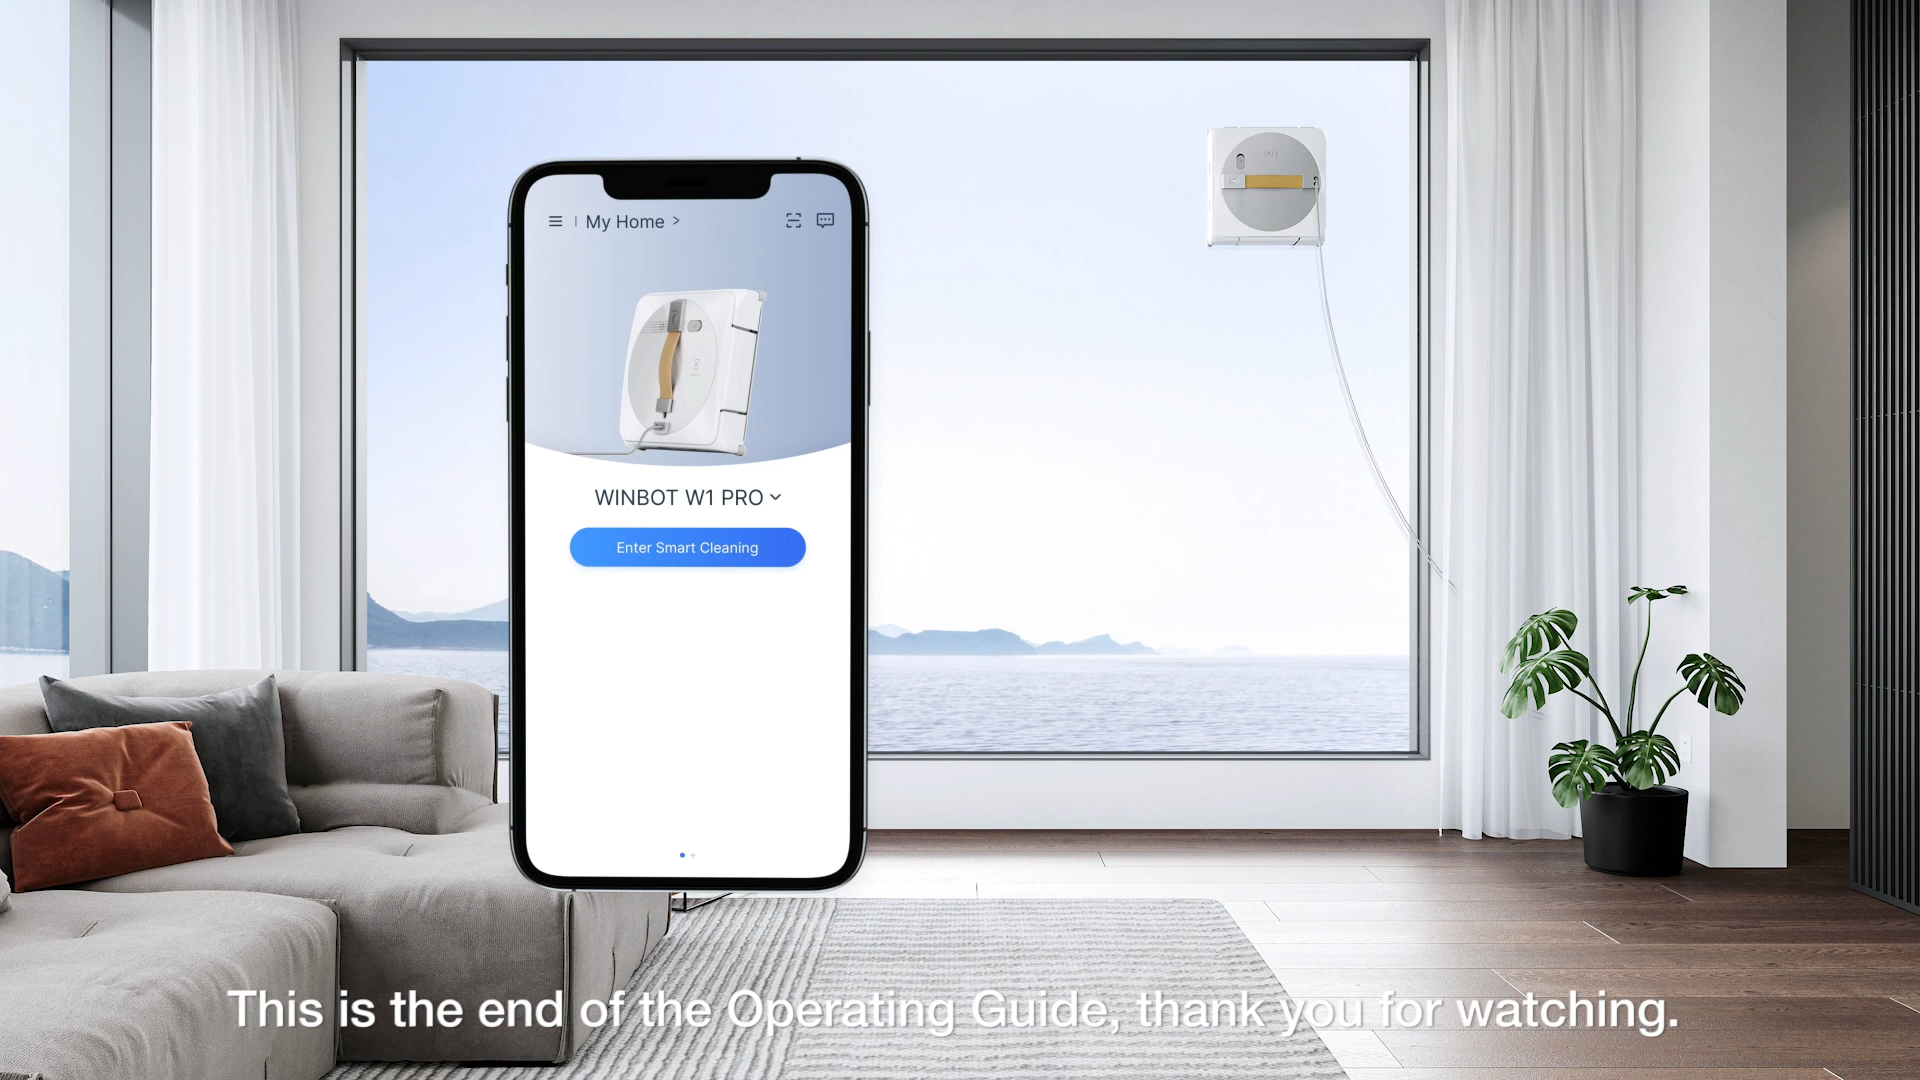 My Home >
WINBOT W1 PRO
Enter Smart Cleaning
This is the end of the Operating Guide, thank you for watching.